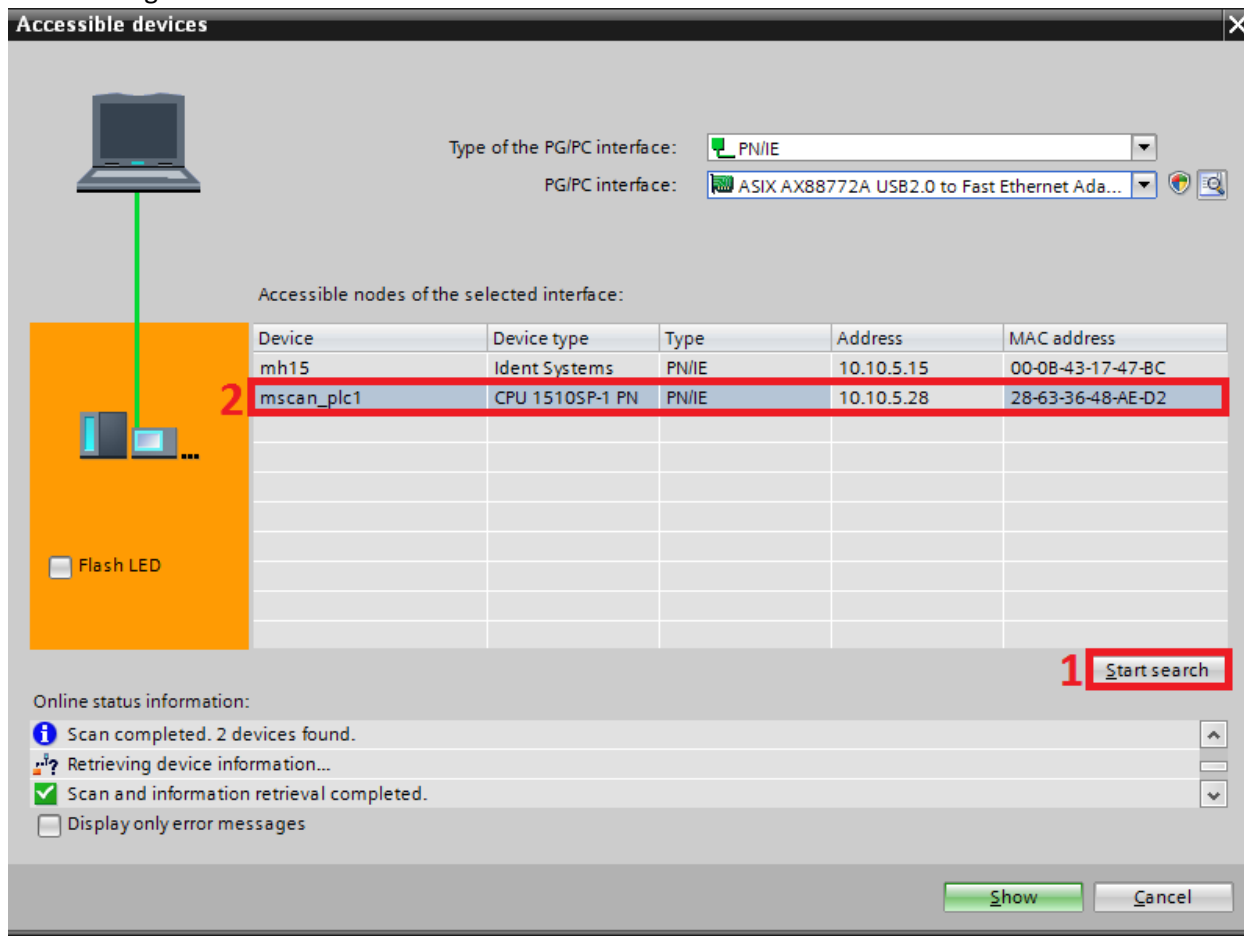 Accessible devices
Type of the PG/PC interface: PN/IE
PG/PC interface: ASIX AX88772A USB2.0 to Fast Ethernet Ada...
Accessible nodes of the selected interface:
Device Device type Type Address MAC address
mh15 Ident Systems PN/IE 10.10.5.15 00-0B-43-17-47-BC
2 mscan_plc1 CPU 1510SP-1 PN PN/IE 10.10.5.28 28-63-36-48-AE-D2
...
Flash LED
1 Start search
Online status information:
Scan completed. 2 devices found.
Retrieving device information...
Scan and information retrieval completed.
Display only error messages
Show Cancel